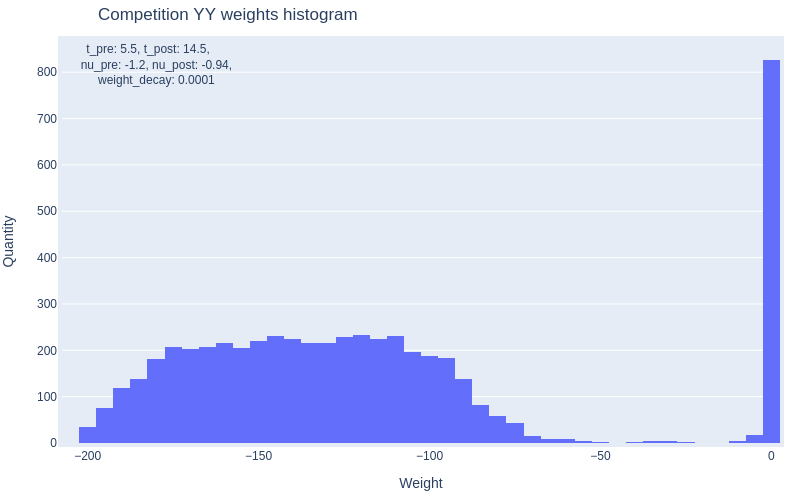 Competition YY weights histogram
t_pre: 5.5, t_post: 14.5,
nu_pre: -1.2, nu_post: -0.94,
weight_decay: 0.0001
800
700
600
500
400
300
200
100
0
Quantity
−200 −150 −100 −50 0
Weight